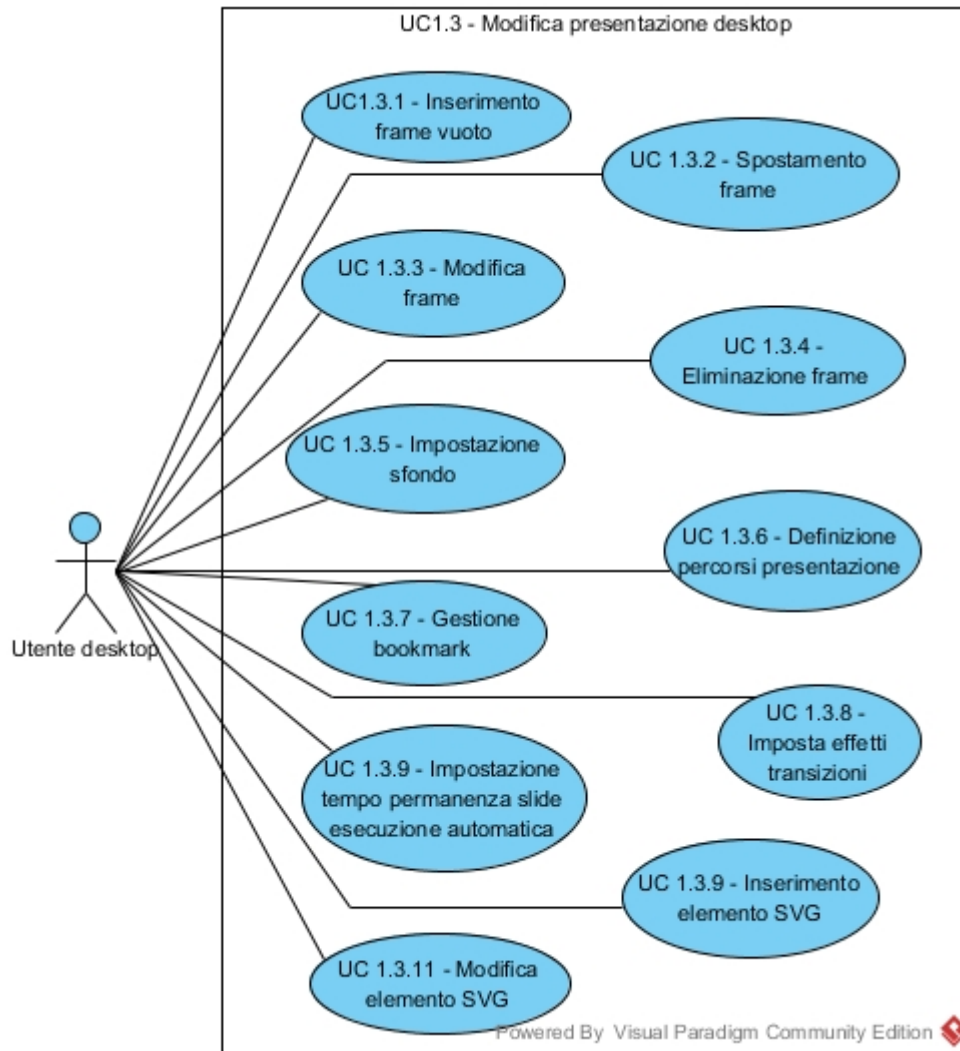 UC1.3 - Modifica presentazione desktop
UC1.3.1 - Inserimento
frame vuoto
UC 1.3.2 - Spostamento
frame
UC 1.3.3 - Modifica
frame
UC 1.3.4 -
Eliminazione frame
UC 1.3.5 - Impostazione
sfondo
UC 1.3.6 - Definizione
percorsi presentazione
Utente desktop
UC 1.3.7 - Gestione
bookmark
UC 1.3.8 -
Imposta effetti
transizioni
UC 1.3.9 - Impostazione
tempo permanenza slide
esecuzione automatica
UC 1.3.9 - Inserimento
elemento SVG
UC 1.3.11 - Modifica
elemento SVG
Powered By Visual Paradigm Community Edition